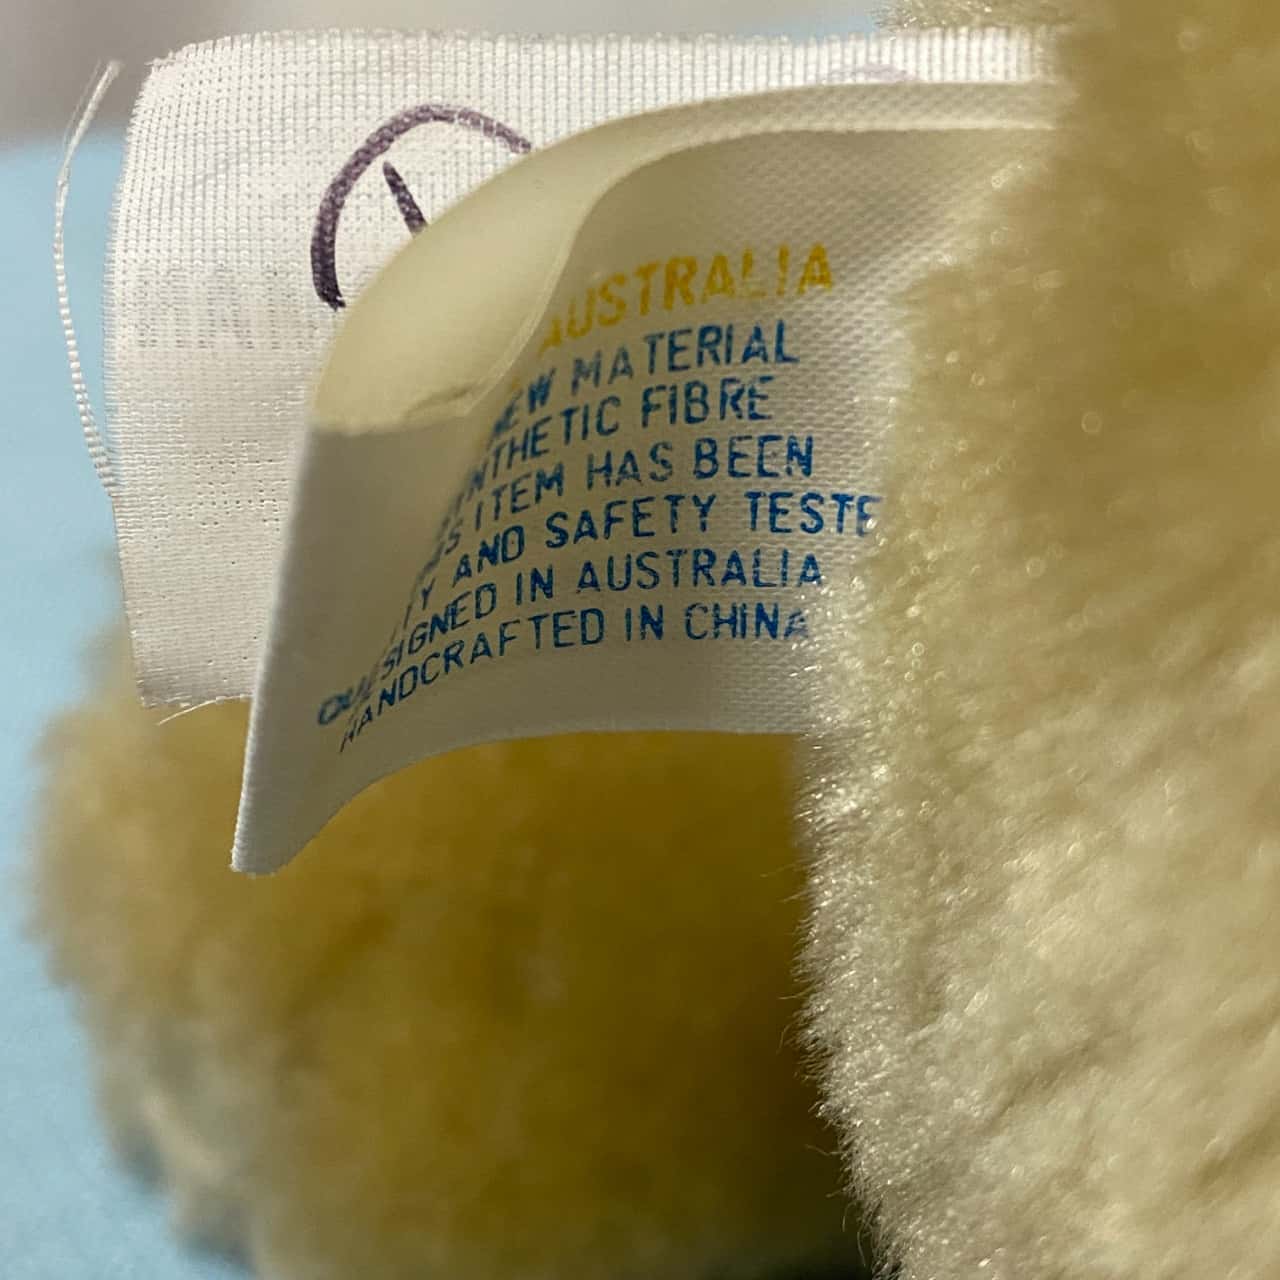 AUSTRALIA
EW MATERIAL
NTHETIC FIBRE
S ITEM HAS BEEN
Y AND SAFETY TESTE
SIGNED IN AUSTRALIA
HANDCRAFTED IN CHINA